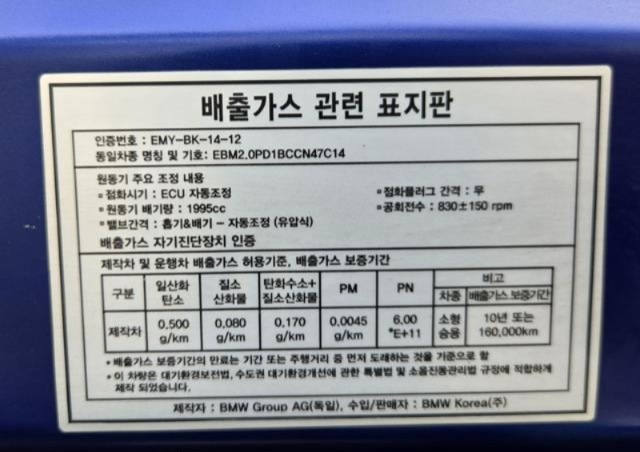 배출가스 관련 표지판
인증번호 : EMY-BK-14-12
동일차종 명칭 및 기호: EBM2.0PD1BCCN47C14
원동기 주요 조정 내용
▪점화시기 : ECU 자동조정 ▪점화플러그 간격 : 무
▪원동기 배기량 : 1995cc ▪공회전수 : 830±150 rpm
▪밸브간격 : 흡기&배기 - 자동조정 (유압식)
배출가스 자기진단장치 인증
제작차 및 운행차 배출가스 허용기준, 배출가스 보증기간
구분 일산화탄소 질소산화물 탄화수소+질소산화물 PM PN 비고
차종 배출가스 보증기간
제작차 0.500 g/km 0.080 g/km 0.170 g/km 0.0045 g/km 6.00 *E+11 소형승용 10년 또는 160,000km
• 배출가스 보증기간의 만료는 기간 또는 주행거리 중 먼저 도래하는 것을 기준으로 함
• 이 차량은 대기환경보전법, 수도권 대기환경개선에 관한 특별법 및 소음진동관리법 규정에 적합하게
제작 되었습니다.
제작자 : BMW Group AG(독일), 수입/판매자 : BMW Korea(주)